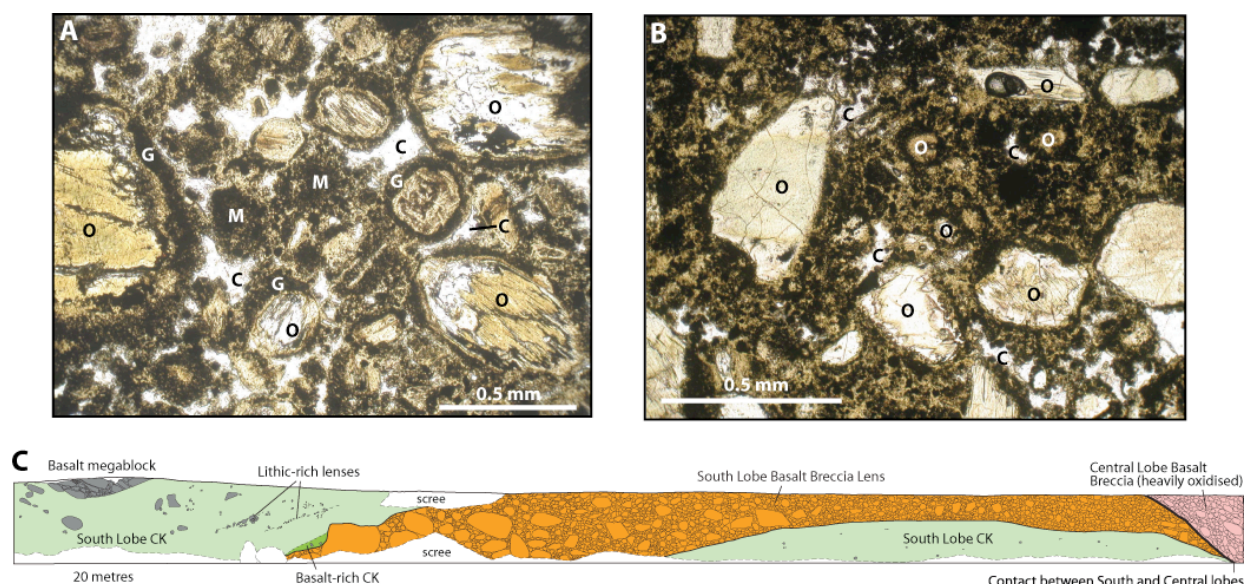 A
O
G
C
M
G
M
O
C
C
G
O
O
0.5 mm
B
O
C
O
O
C
O
O
C
O
O
C
0.5 mm
C
Basalt megablock
Lithic-rich lenses
scree
South Lobe Basalt Breccia Lens
Central Lobe Basalt
Breccia (heavily oxidised)
South Lobe CK
scree
South Lobe CK
20 metres
Basalt-rich CK
Contact between South and Central lobes